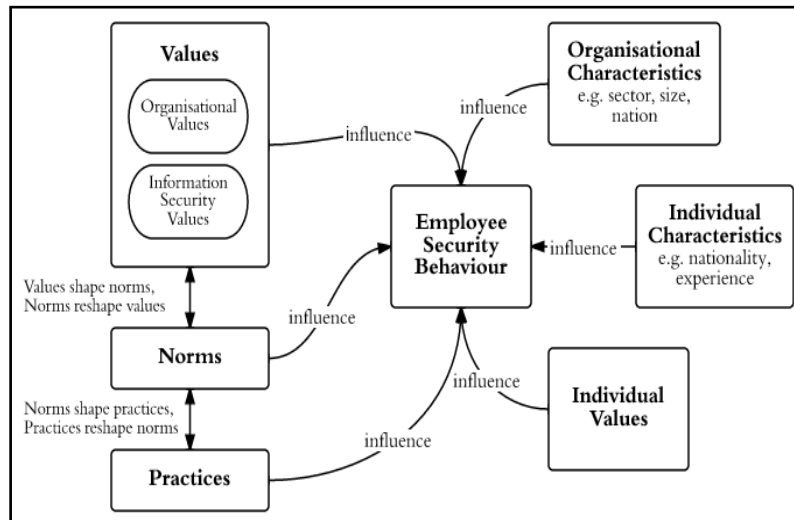 Values
Organisational
Values
Information
Security
Values
Values shape norms,
Norms reshape values
Norms
Norms shape practices,
Practices reshape norms
Practices
influence
influence
influence
Employee
Security
Behaviour
influence
influence
influence
Organisational
Characteristics
e.g. sector, size,
nation
Individual
Characteristics
e.g. nationality,
experience
Individual
Values